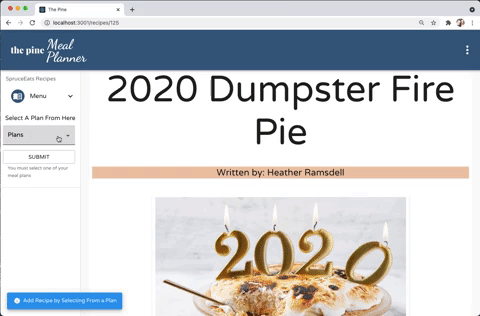 The Pine
localhost:3001/recipes/125
the pine Meal
Planner
SpruceEats Recipes
Menu
Select A Plan From Here
Plans
SUBMIT
You must select one of your
meal plans
2020 Dumpster Fire
Pie
Written by: Heather Ramsdell
2020
Add Recipe by Selecting From a Plan